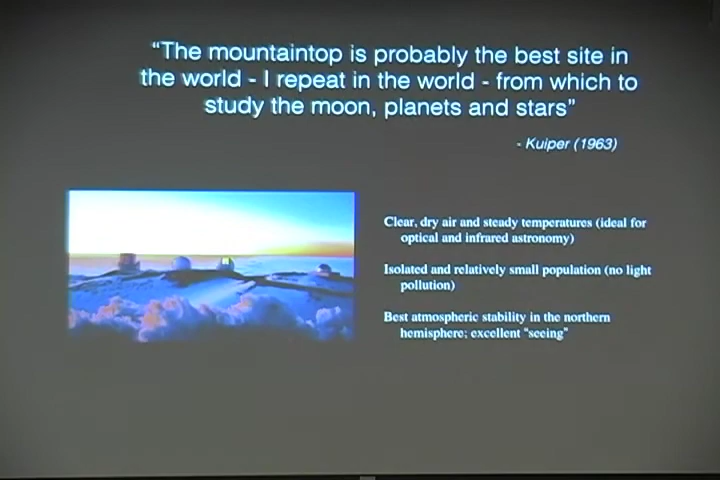 “The mountaintop is probably the best site in
the world - I repeat in the world - from which to
study the moon, planets and stars”
- Kuiper (1963)
Clear, dry air and steady temperatures (ideal for
optical and infrared astronomy)
Isolated and relatively small population (no light
pollution)
Best atmospheric stability in the northern
hemisphere; excellent “seeing”